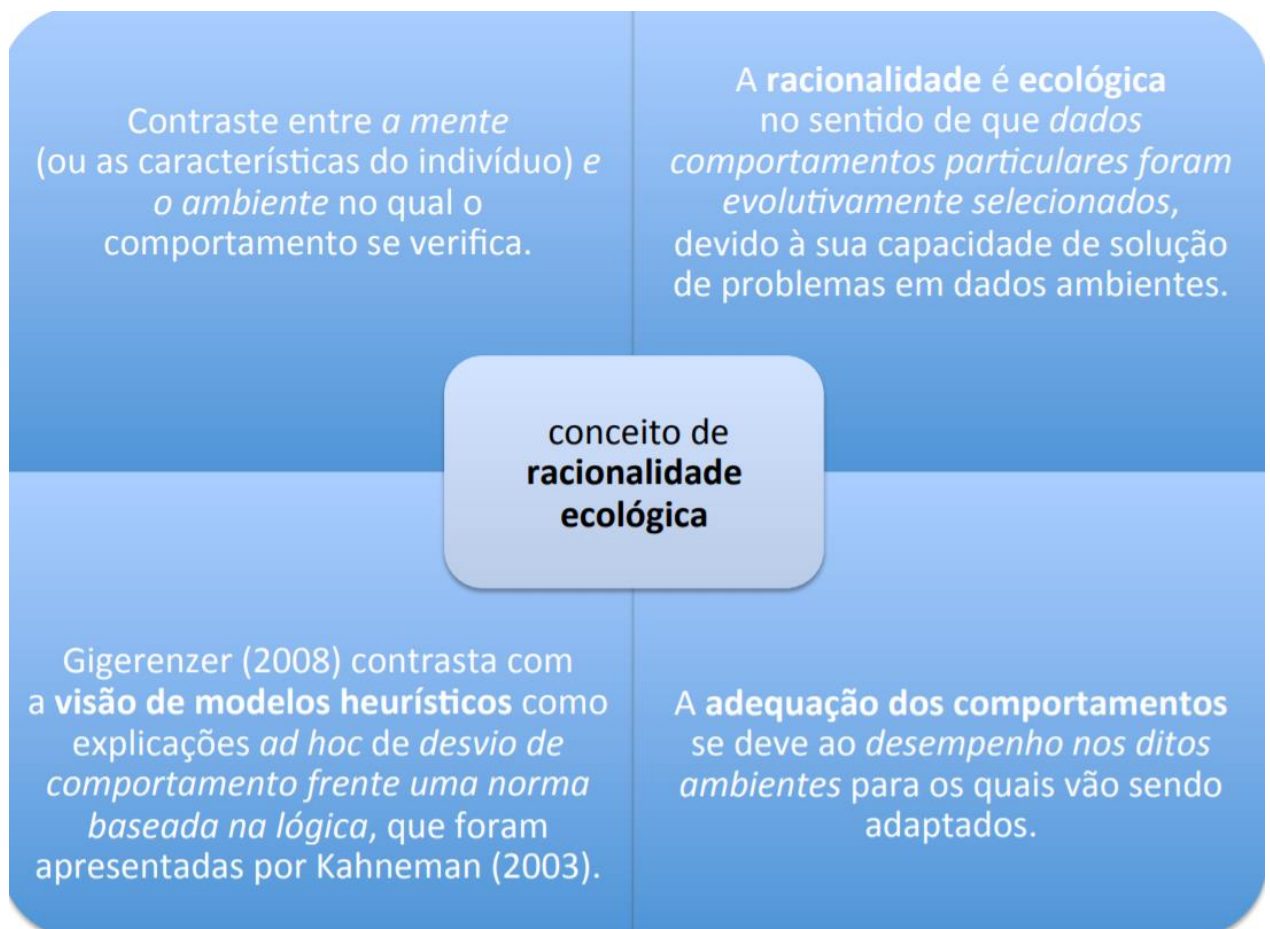 Contraste entre a mente
(ou as características do indivíduo) e
o ambiente no qual o
comportamento se verifica.
A racionalidade é ecológica
no sentido de que dados
comportamentos particulares foram
evolutivamente selecionados,
devido à sua capacidade de solução
de problemas em dados ambientes.
conceito de
racionalidade
ecológica
Gigerenzer (2008) contrasta com
a visão de modelos heurísticos como
explicações ad hoc de desvio de
comportamento frente uma norma
baseada na lógica, que foram
apresentadas por Kahneman (2003).
A adequação dos comportamentos
se deve ao desempenho nos ditos
ambientes para os quais vão sendo
adaptados.